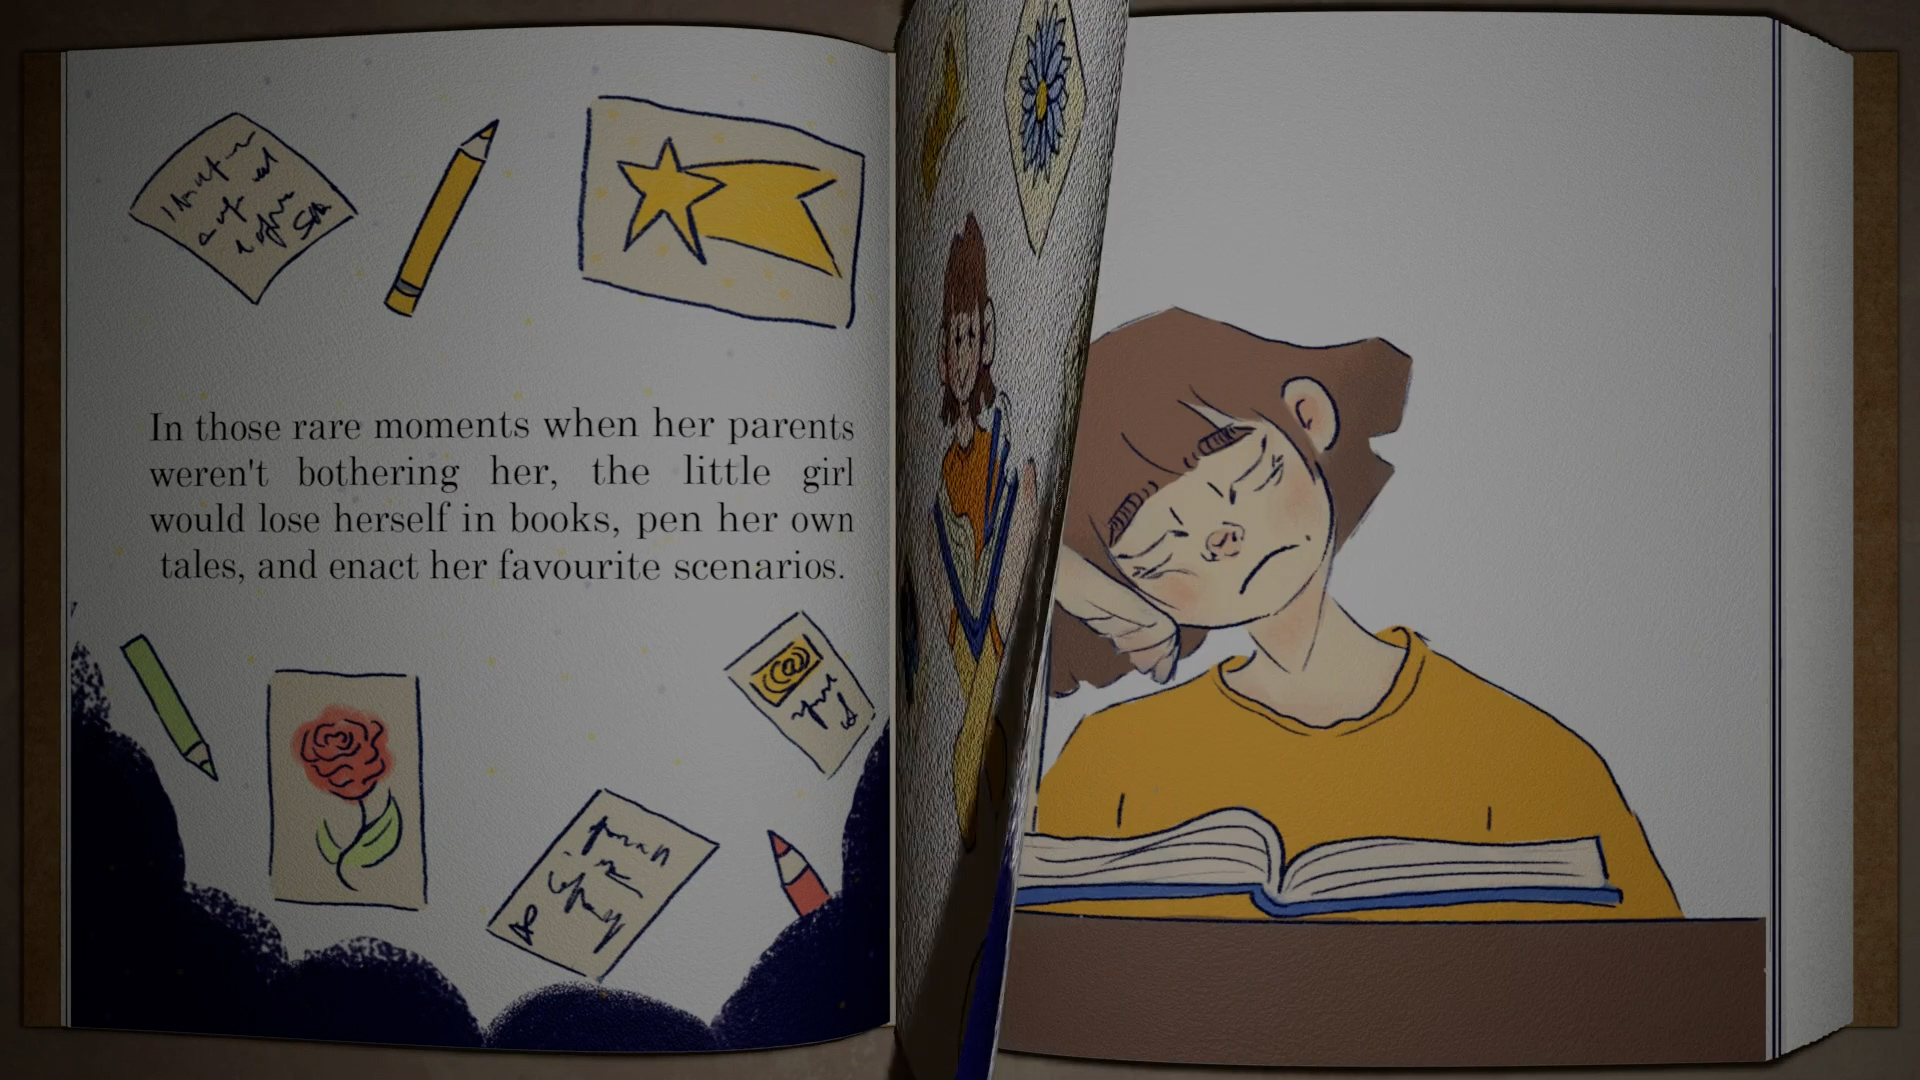 In those rare moments when her parents
weren't bothering her, the little girl
would lose herself in books, pen her own
tales, and enact her favourite scenarios.